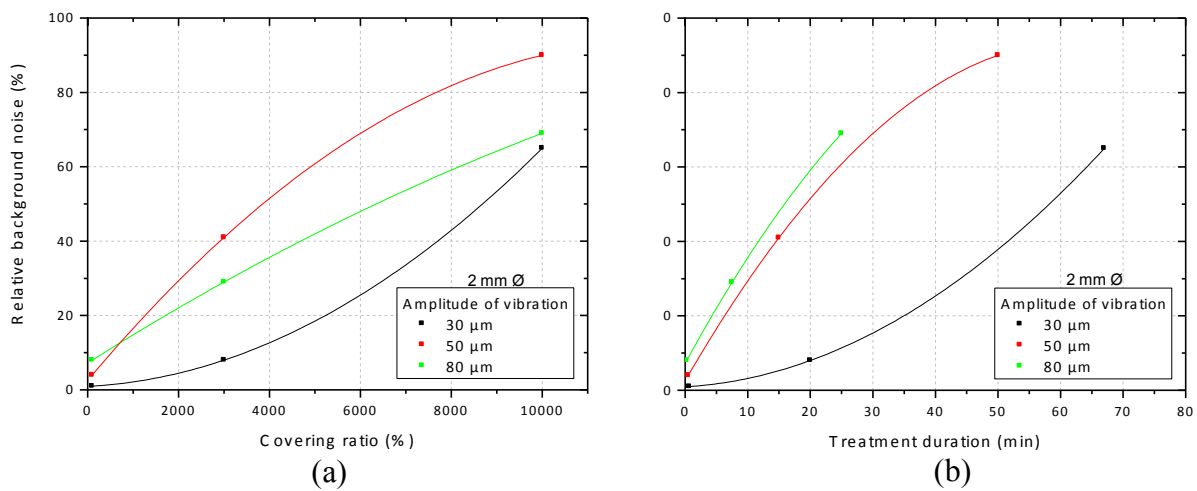 100
80
60
40
20
0
Relative background noise (%)
0 2000 4000 6000 8000 10000
Covering ratio (%)
2 mm Ø
Amplitude of vibration
30 µm
50 µm
80 µm
(a)
0
0
0
0
0
0
0 10 20 30 40 50 60 70 80
Treatment duration (min)
2 mm Ø
Amplitude of vibration
30 µm
50 µm
80 µm
(b)